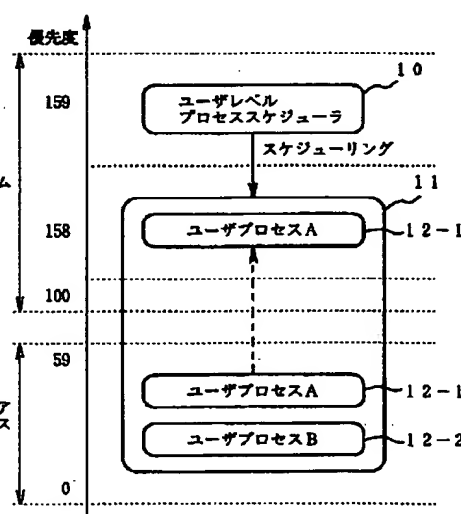 優先度
10
159
ユーザレベル
プロセススケジューラ
スケジューリング
11
ム
158
ユーザプロセスA
12-1
100
59
ユーザプロセスA
12-1
ア
ス
ユーザプロセスB
12-2
0